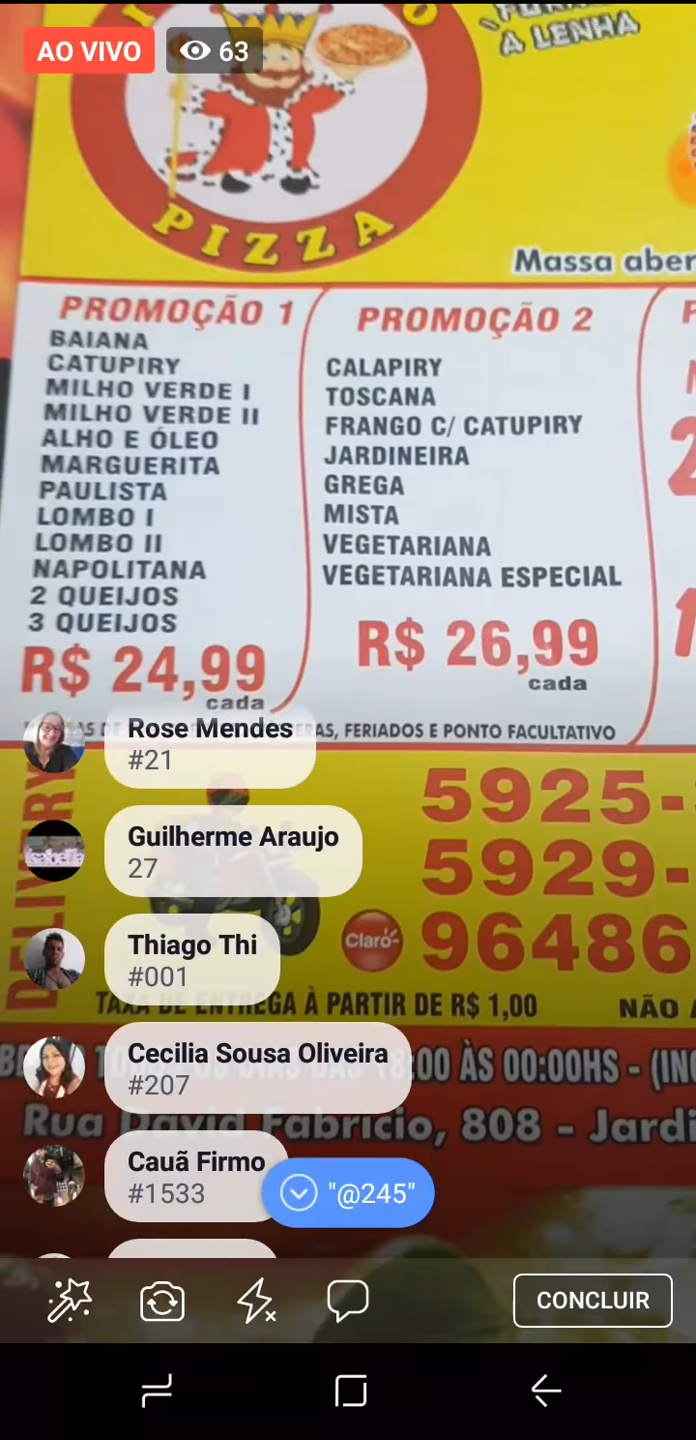 AO VIVO
63
À LENHA
PIZZA
Massa aber
PROMOÇÃO 1
BAIANA
CATUPIRY
MILHO VERDE I
MILHO VERDE II
ALHO E ÓLEO
MARGUERITA
PAULISTA
LOMBO I
LOMBO II
NAPOLITANA
2 QUEIJOS
3 QUEIJOS
R$ 24,99
cada
PROMOÇÃO 2
CALAPIRY
TOSCANA
FRANGO C/ CATUPIRY
JARDINEIRA
GREGA
MISTA
VEGETARIANA
VEGETARIANA ESPECIAL
R$ 26,99
cada
FERIADOS E PONTO FACULTATIVO
Rose Mendes
#21
DELIVERY
5925-
5929-
Claro-
96486
Guilherme Araujo
27
Thiago Thi
#001
TAXA DE ENTREGA À PARTIR DE R$ 1,00
NÃO
Cecilia Sousa Oliveira
#207
:00 ÀS 00:00HS -
Rua David Fabricio, 808 - Jardi
Cauã Firmo
#1533
"@245"
CONCLUIR